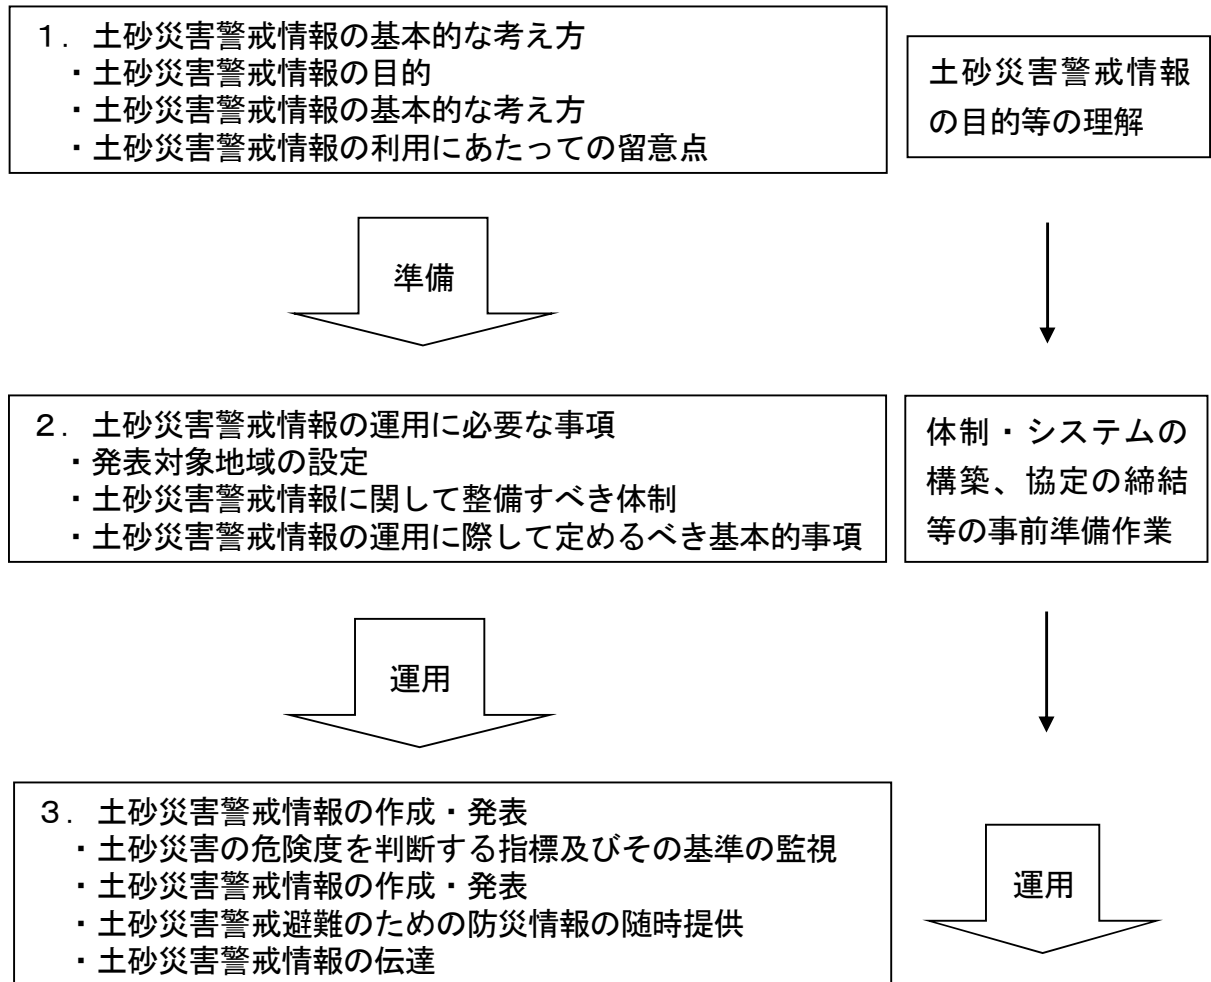 １．土砂災害警戒情報の基本的な考え方
・土砂災害警戒情報の目的
・土砂災害警戒情報の基本的な考え方
・土砂災害警戒情報の利用にあたっての留意点
土砂災害警戒情報
の目的等の理解
準備
２．土砂災害警戒情報の運用に必要な事項
・発表対象地域の設定
・土砂災害警戒情報に関して整備すべき体制
・土砂災害警戒情報の運用に際して定めるべき基本的事項
体制・システムの
構築、協定の締結
等の事前準備作業
運用
３．土砂災害警戒情報の作成・発表
・土砂災害の危険度を判断する指標及びその基準の監視
・土砂災害警戒情報の作成・発表
・土砂災害警戒避難のための防災情報の随時提供
・土砂災害警戒情報の伝達
運用